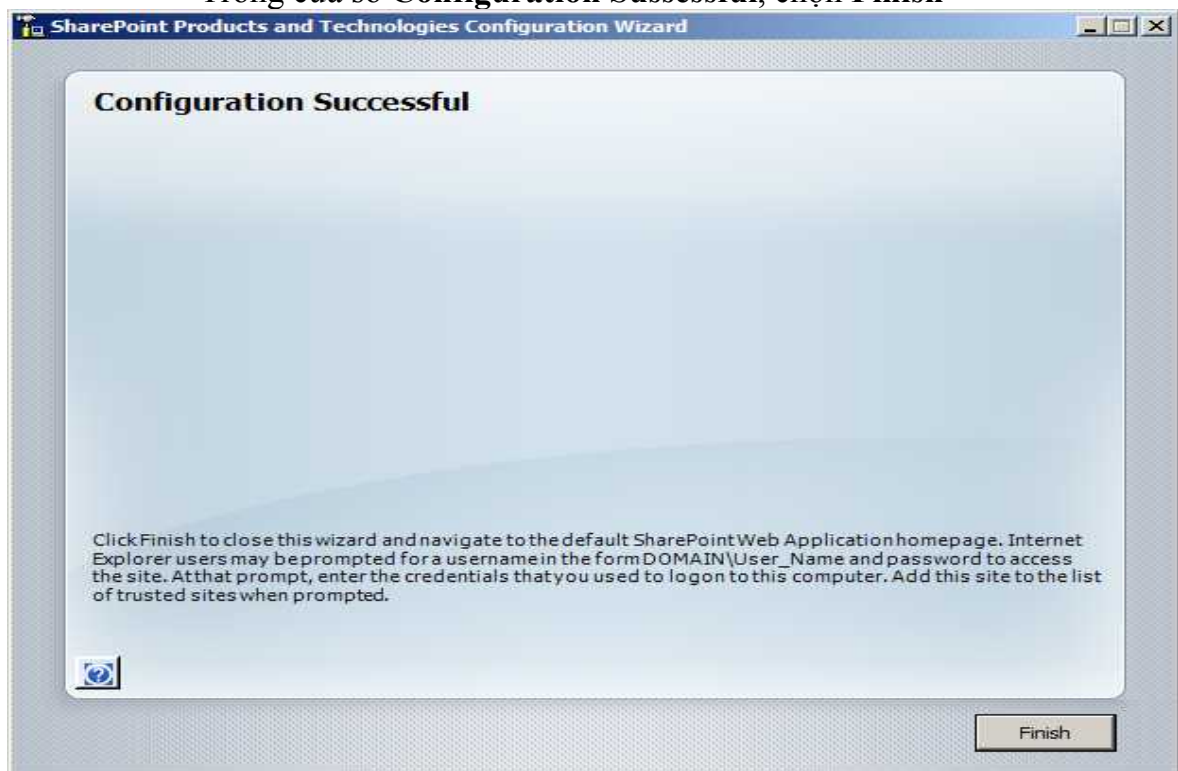 Trong cửa sổ Configuration Sussessful, chọn Finish
SharePoint Products and Technologies Configuration Wizard
Configuration Successful
Click Finish to close this wizard and navigate to the default SharePoint Web Application homepage. Internet
Explorer users may be prompted for a username in the form DOMAIN\User_Name and password to access
the site. At that prompt, enter the credentials that you used to logon to this computer. Add this site to the list
of trusted sites when prompted.
Finish